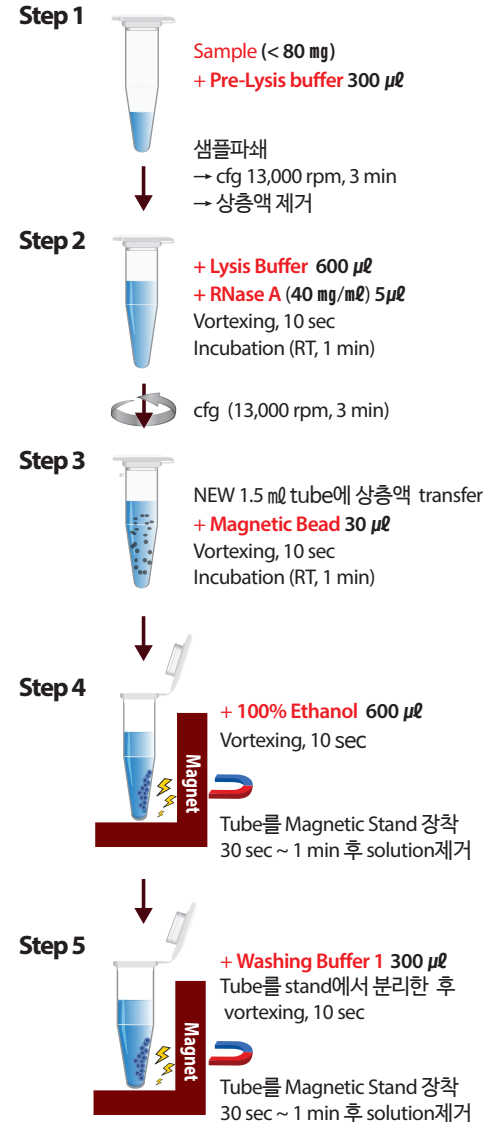 Step 1
Sample (< 80 ㎎)
+ Pre-Lysis buffer 300 ㎕
샘플파쇄
→ cfg 13,000 rpm, 3 min
→ 상층액 제거
Step 2
+ Lysis Buffer 600 ㎕
+ RNase A (40 ㎎/㎖) 5㎕
Vortexing, 10 sec
Incubation (RT, 1 min)
cfg (13,000 rpm, 3 min)
Step 3
NEW 1.5 ㎖ tube에 상층액 transfer
+ Magnetic Bead 30 ㎕
Vortexing, 10 sec
Incubation (RT, 1 min)
Step 4
+ 100% Ethanol 600 ㎕
Vortexing, 10 sec
Magnet
Tube를 Magnetic Stand 장착
30 sec ~ 1 min 후 solution제거
Step 5
+ Washing Buffer 1 300 ㎕
Tube를 stand에서 분리한 후
vortexing, 10 sec
Magnet
Tube를 Magnetic Stand 장착
30 sec ~ 1 min 후 solution제거